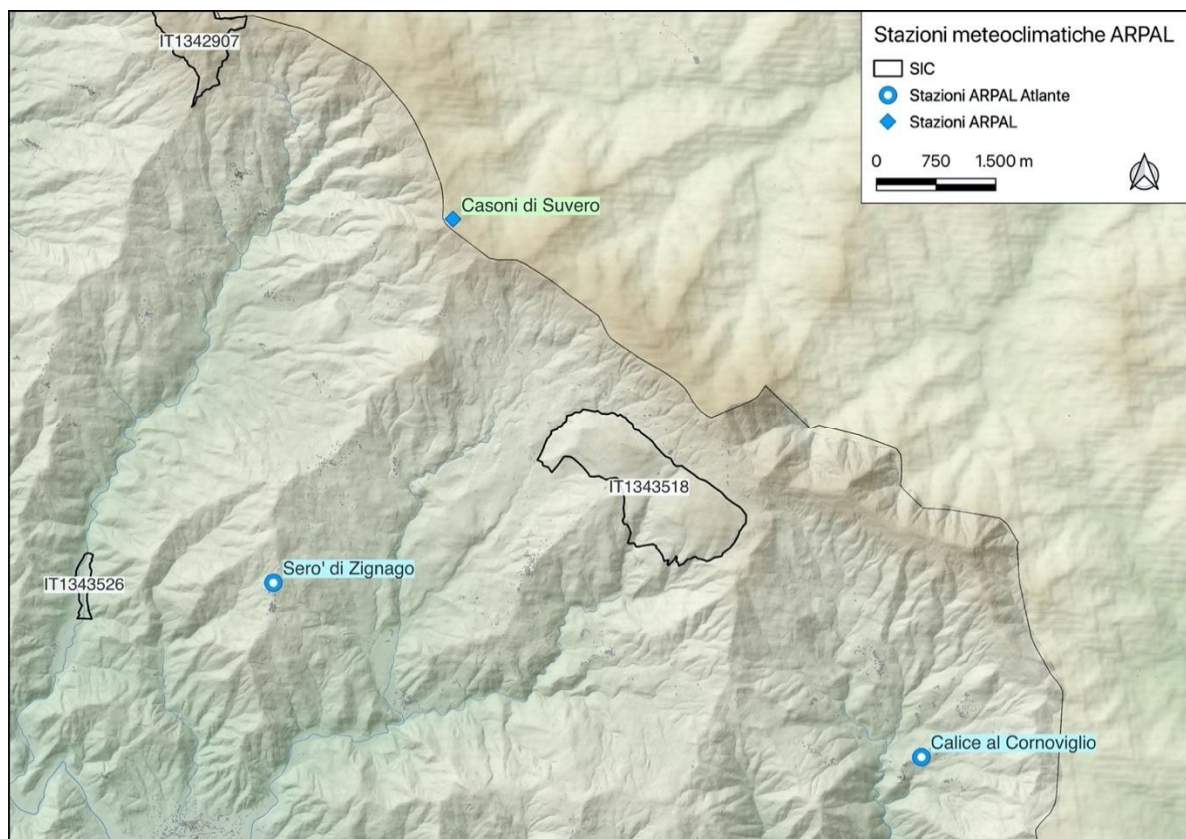 Stazioni meteoclimatiche ARPAL
SIC
Stazioni ARPAL Atlante
Stazioni ARPAL
0 750 1.500 m
IT1342907
Casoni di Suvero
IT1343518
Sero' di Zignago
IT1343526
Calice al Cornoviglio